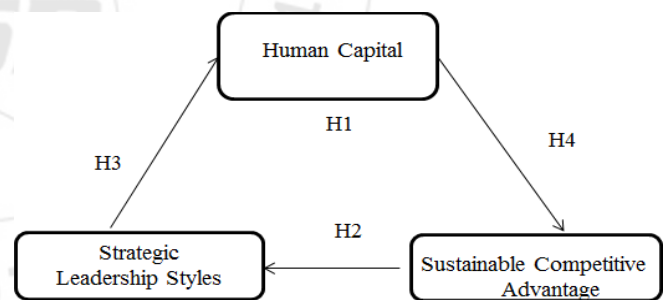 Human Capital
H1
H3
H4
H2
Strategic
Leadership Styles
Sustainable Competitive
Advantage